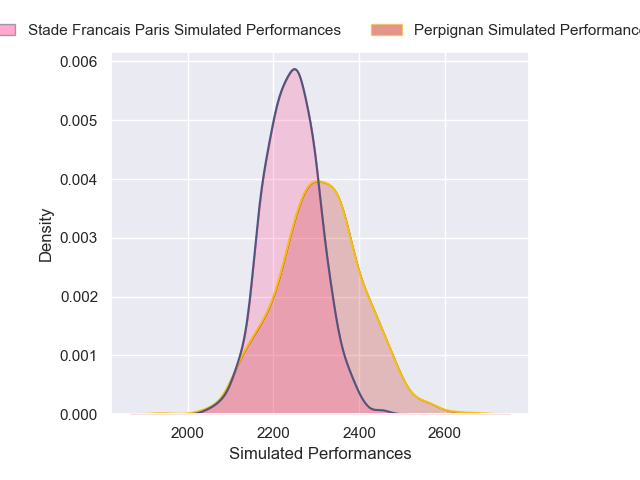 Stade Francais Paris Simulated Performances
Perpignan Simulated Performanc
0.006
0.005
0.004
0.003
0.002
0.001
0.000
Density
2000 2200 2400 2600
Simulated Performances